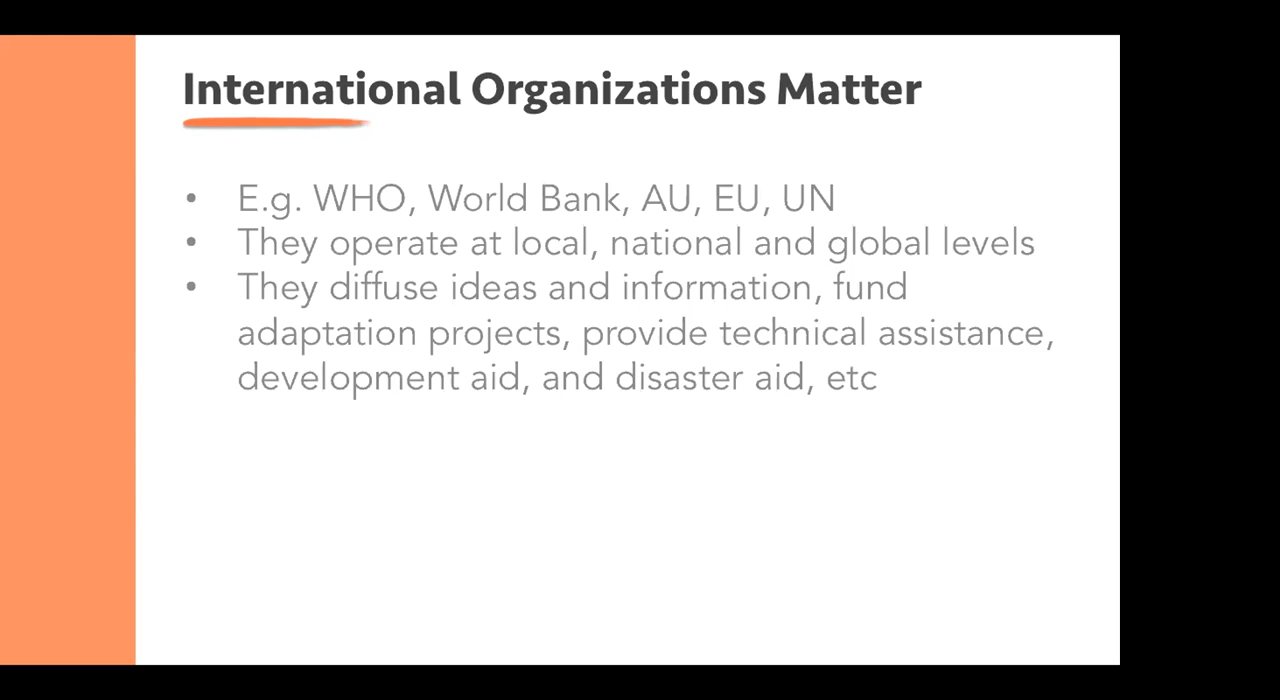 International Organizations Matter
• E.g. WHO, World Bank, AU, EU, UN
• They operate at local, national and global levels
• They diffuse ideas and information, fund
adaptation projects, provide technical assistance,
development aid, and disaster aid, etc